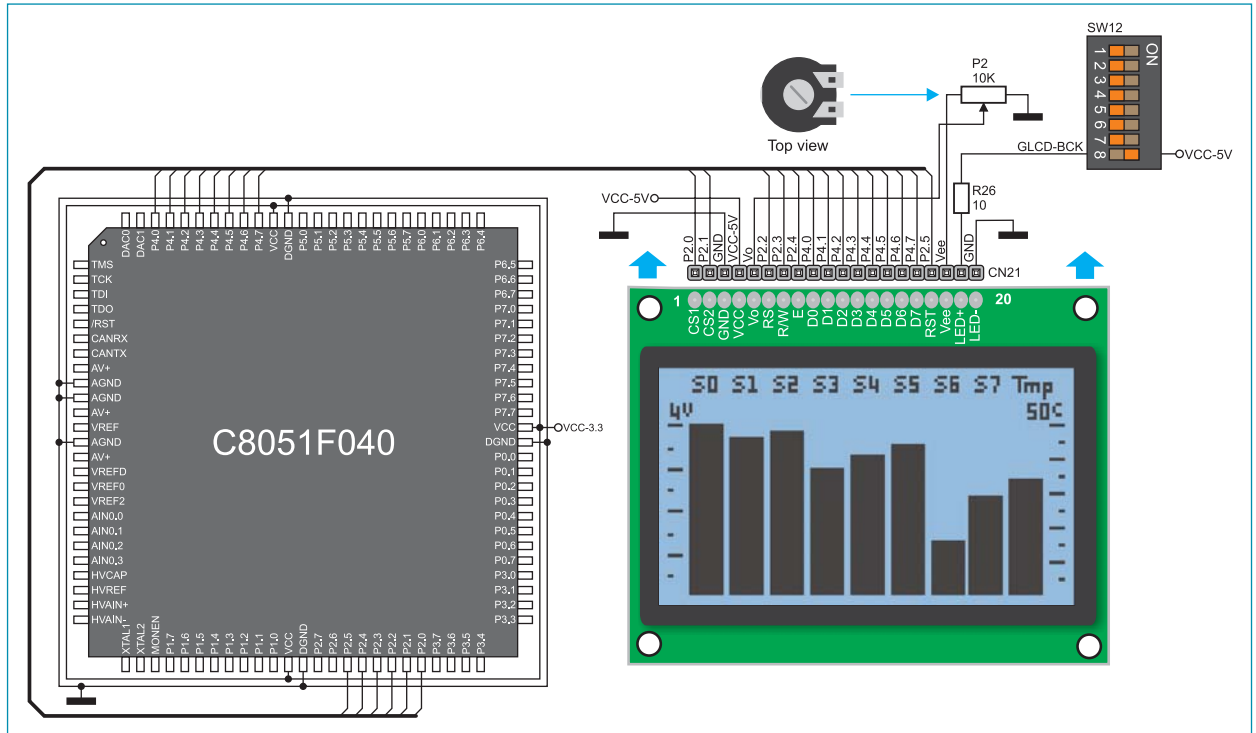 SW12
ON
1
2
3
4
5
6
7
8
P2
10K
Top view
GLCD-BCK
VCC-5V
R26
10
VCC-5V
P2.0
P2.1
GND
VCC-5V
Vo
P2.2
P2.3
P2.4
P4.0
P4.1
P4.2
P4.3
P4.4
P4.5
P4.6
P4.7
P2.5
Vee
GND
CN21
1
20
CS1
CS2
GND
VCC
Vo
RS
R/W
E
D0
D1
D2
D3
D4
D5
D6
D7
RST
Vee
LED+
LED-
S0 S1 S2 S3 S4 S5 S6 S7 Tmp
4V
50C
DAC0
DAC1
P4.0
P4.1
P4.2
P4.3
P4.4
P4.5
P4.6
P4.7
VCC
DGND
P5.0
P5.1
P5.2
P5.3
P5.4
P5.5
P5.6
P5.7
P6.0
P6.1
P6.2
P6.3
P6.4
TMS
TCK
TDI
TDO
/RST
CANRX
CANTX
AV+
AGND
AGND
AV+
VREF
AGND
AV+
VREFD
VREF0
VREF2
AIN0.0
AIN0.1
AIN0.2
AIN0.3
HVCAP
HVREF
HVAIN+
HVAIN-
C8051F040
P6.5
P6.6
P6.7
P7.0
P7.1
P7.2
P7.3
P7.4
P7.5
P7.6
P7.7
VCC
DGND
P0.0
P0.1
P0.2
P0.3
P0.4
P0.5
P0.6
P0.7
P3.0
P3.1
P3.2
P3.3
VCC-3.3
XTAL1
XTAL2
MONEN
P1.7
P1.6
P1.5
P1.4
P1.3
P1.2
P1.1
P1.0
VCC
DGND
P2.7
P2.6
P2.5
P2.4
P2.3
P2.2
P2.1
P2.0
P3.7
P3.6
P3.5
P3.4